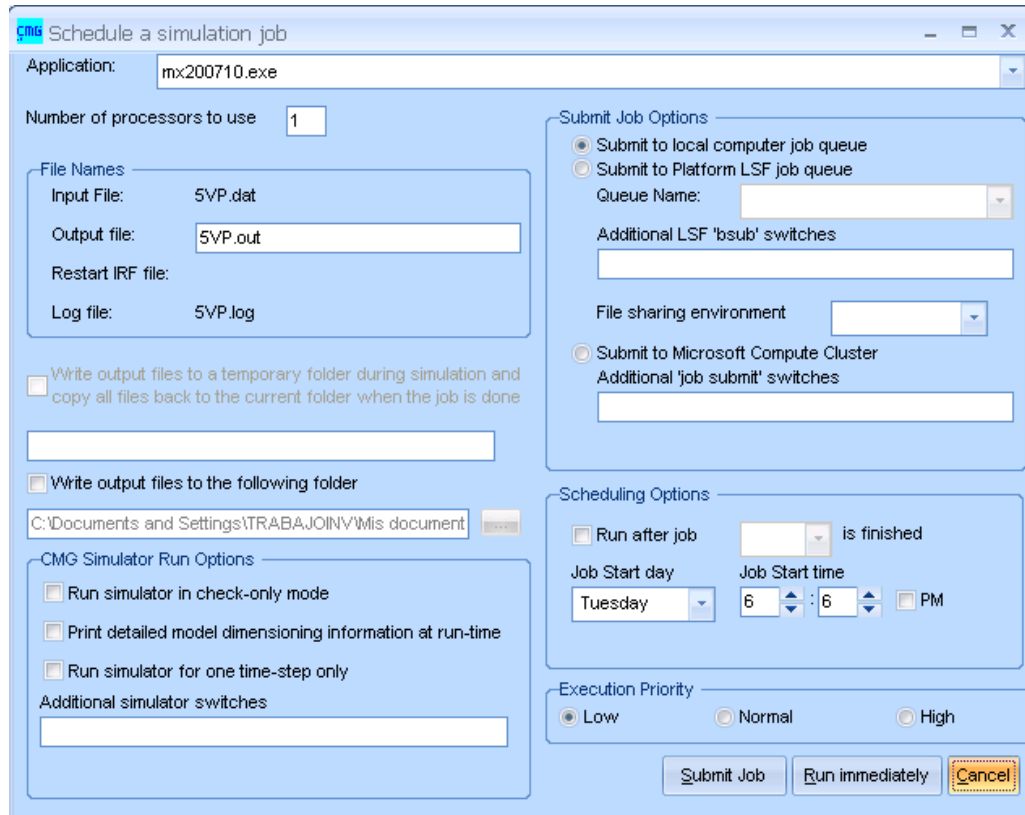 CMG Schedule a simulation job
Application: mx200710.exe
Number of processors to use 1
File Names
Input File: 5VP.dat
Output file: 5VP.out
Restart IRF file:
Log file: 5VP.log
Write output files to a temporary folder during simulation and
copy all files back to the current folder when the job is done
Write output files to the following folder
C:\Documents and Settings\TRABAJOINV\Mis document
...
CMG Simulator Run Options
Run simulator in check-only mode
Print detailed model dimensioning information at run-time
Run simulator for one time-step only
Additional simulator switches
Submit Job Options
Submit to local computer job queue
Submit to Platform LSF job queue
Queue Name:
Additional LSF 'bsub' switches
File sharing environment
Submit to Microsoft Compute Cluster
Additional 'job submit' switches
Scheduling Options
Run after job is finished
Job Start day Job Start time
Tuesday 6 : 6 PM
Execution Priority
Low Normal High
Submit Job Run immediately Cancel